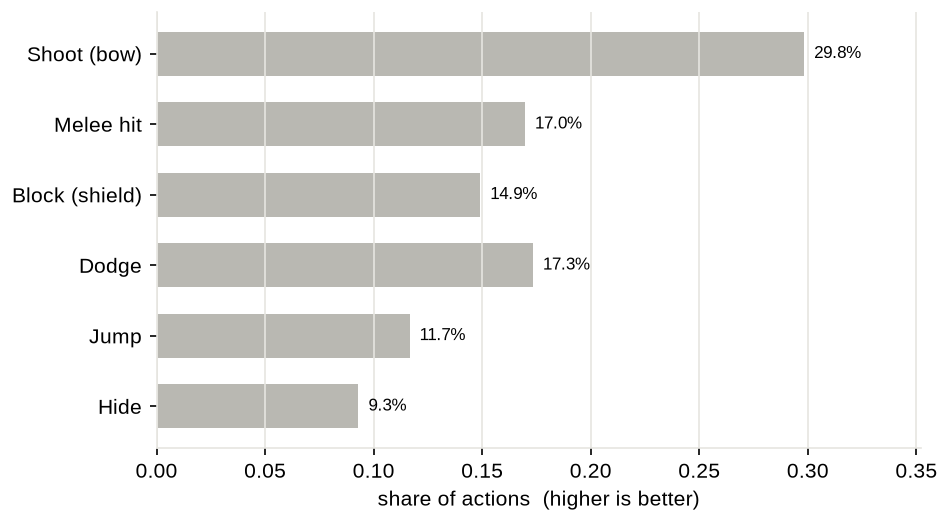 Shoot (bow) 29.8%
Melee hit 17.0%
Block (shield) 14.9%
Dodge 17.3%
Jump 11.7%
Hide 9.3%
0.00 0.05 0.10 0.15 0.20 0.25 0.30 0.35
share of actions  (higher is better)